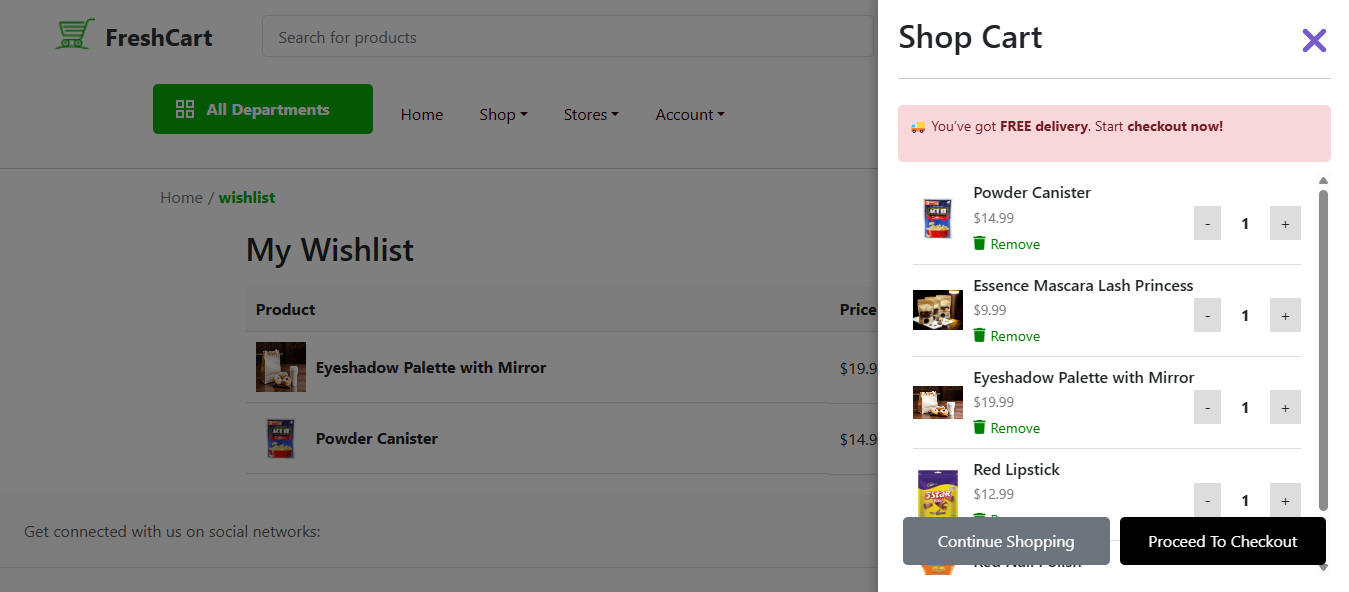 FreshCart
Search for products
All Departments
Home
Shop
Stores
Account
Home / wishlist
My Wishlist
Product
Price
Eyeshadow Palette with Mirror
$19.9
Powder Canister
$14.9
Get connected with us on social networks:
Shop Cart
🚚 You've got FREE delivery. Start checkout now!
Powder Canister
$14.99
Remove
- 1 +
Essence Mascara Lash Princess
$9.99
Remove
- 1 +
Eyeshadow Palette with Mirror
$19.99
Remove
- 1 +
Red Lipstick
$12.99
- 1 +
5Star
Continue Shopping
Proceed To Checkout
Red Nail Polish